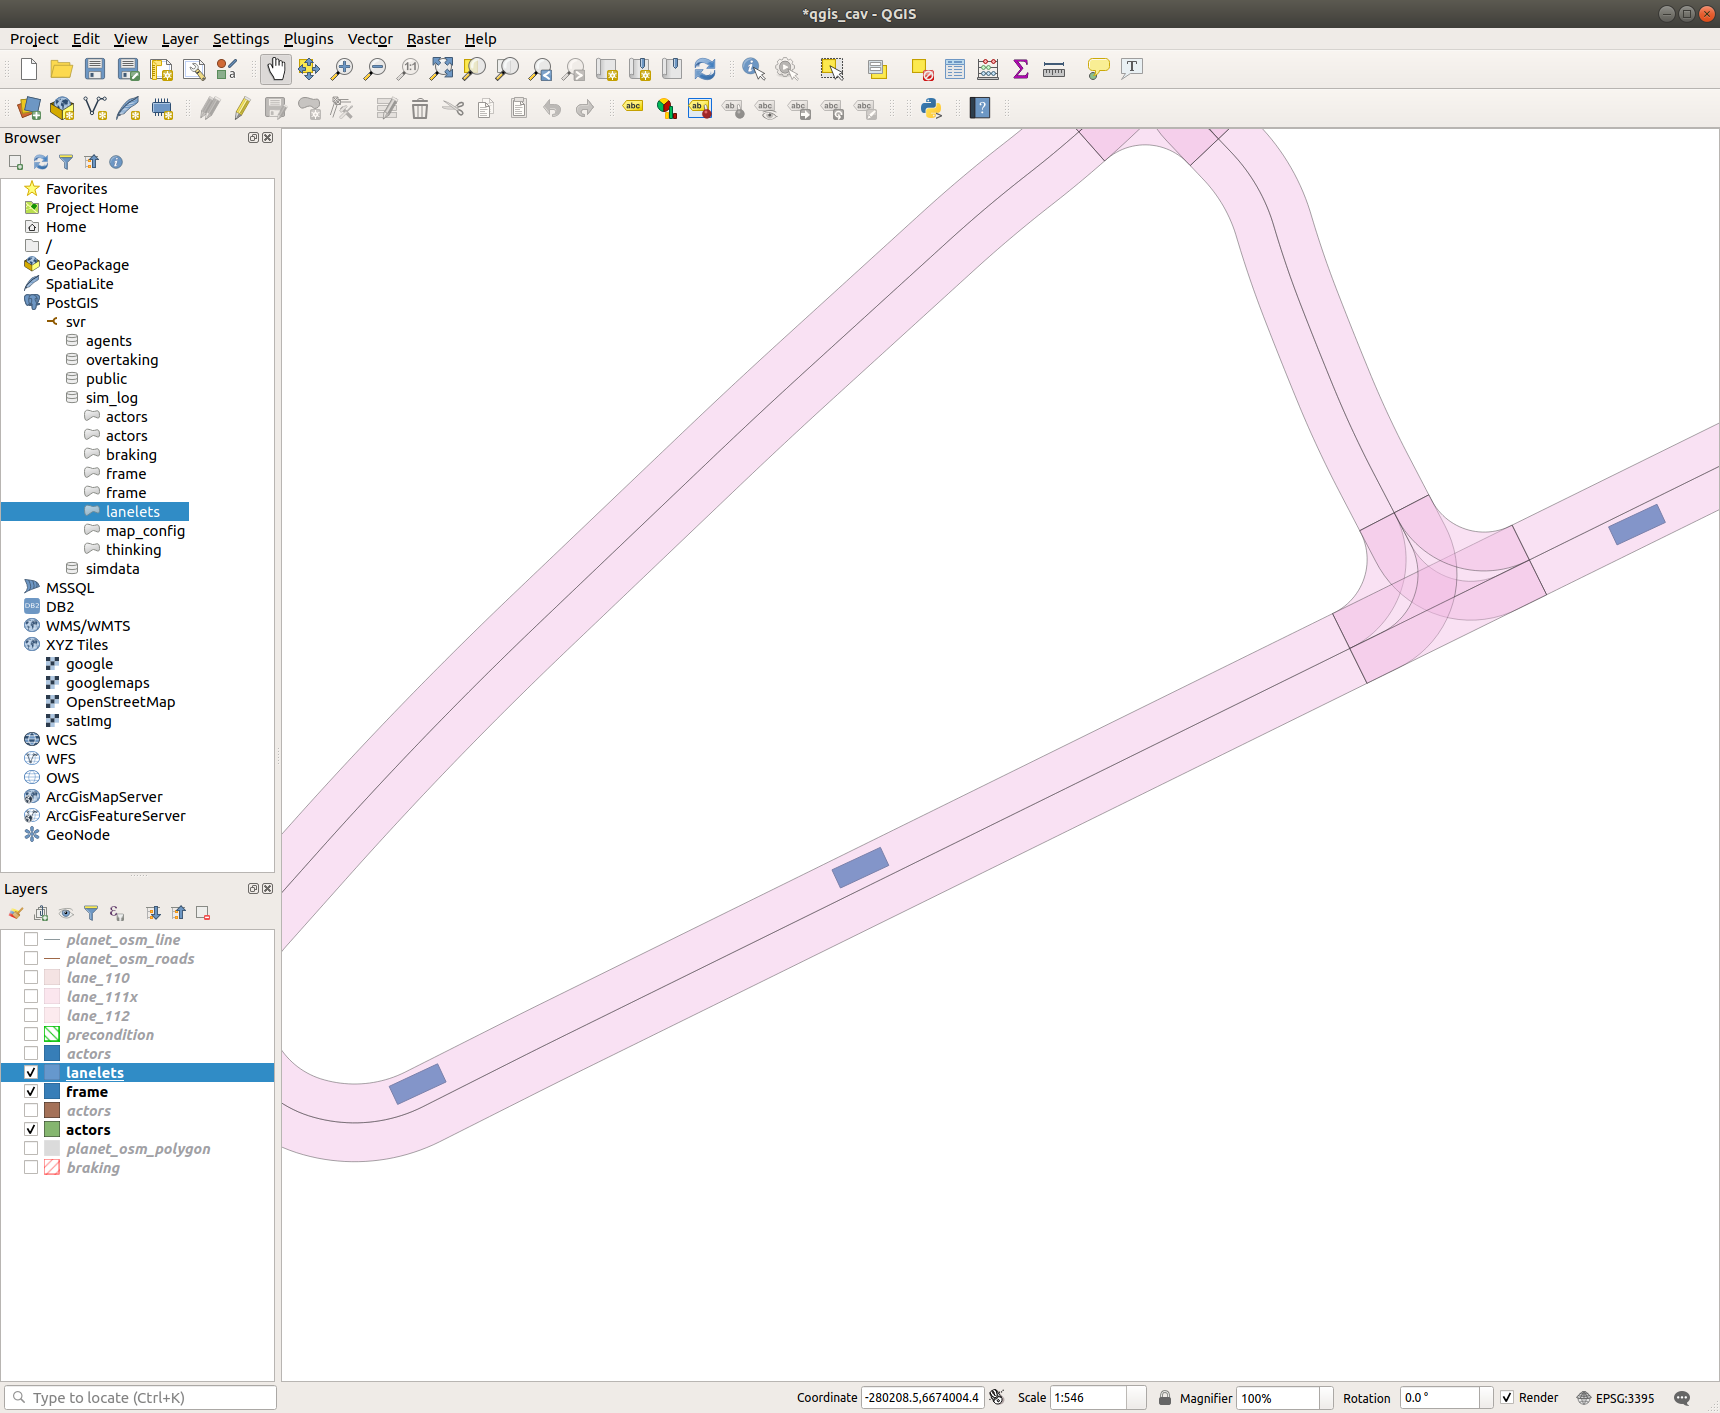 *qgis_cav - QGIS
Project Edit View Layer Settings Plugins Vector Raster Help
Browser
Favorites
Project Home
Home
/
GeoPackage
SpatiaLite
PostGIS
svr
agents
overtaking
public
sim_log
actors
actors
braking
frame
frame
lanelets
map_config
thinking
simdata
MSSQL
DB2
WMS/WMTS
XYZ Tiles
google
googlemaps
OpenStreetMap
satImg
WCS
WFS
OWS
ArcGisMapServer
ArcGisFeatureServer
GeoNode
Layers
planet_osm_line
planet_osm_roads
lane_110
lane_111x
lane_112
precondition
actors
lanelets
frame
actors
actors
planet_osm_polygon
braking
Type to locate (Ctrl+K)
Coordinate -280208.5,6674004.4 Scale 1:546 Magnifier 100% Rotation 0.0 ° Render EPSG:3395